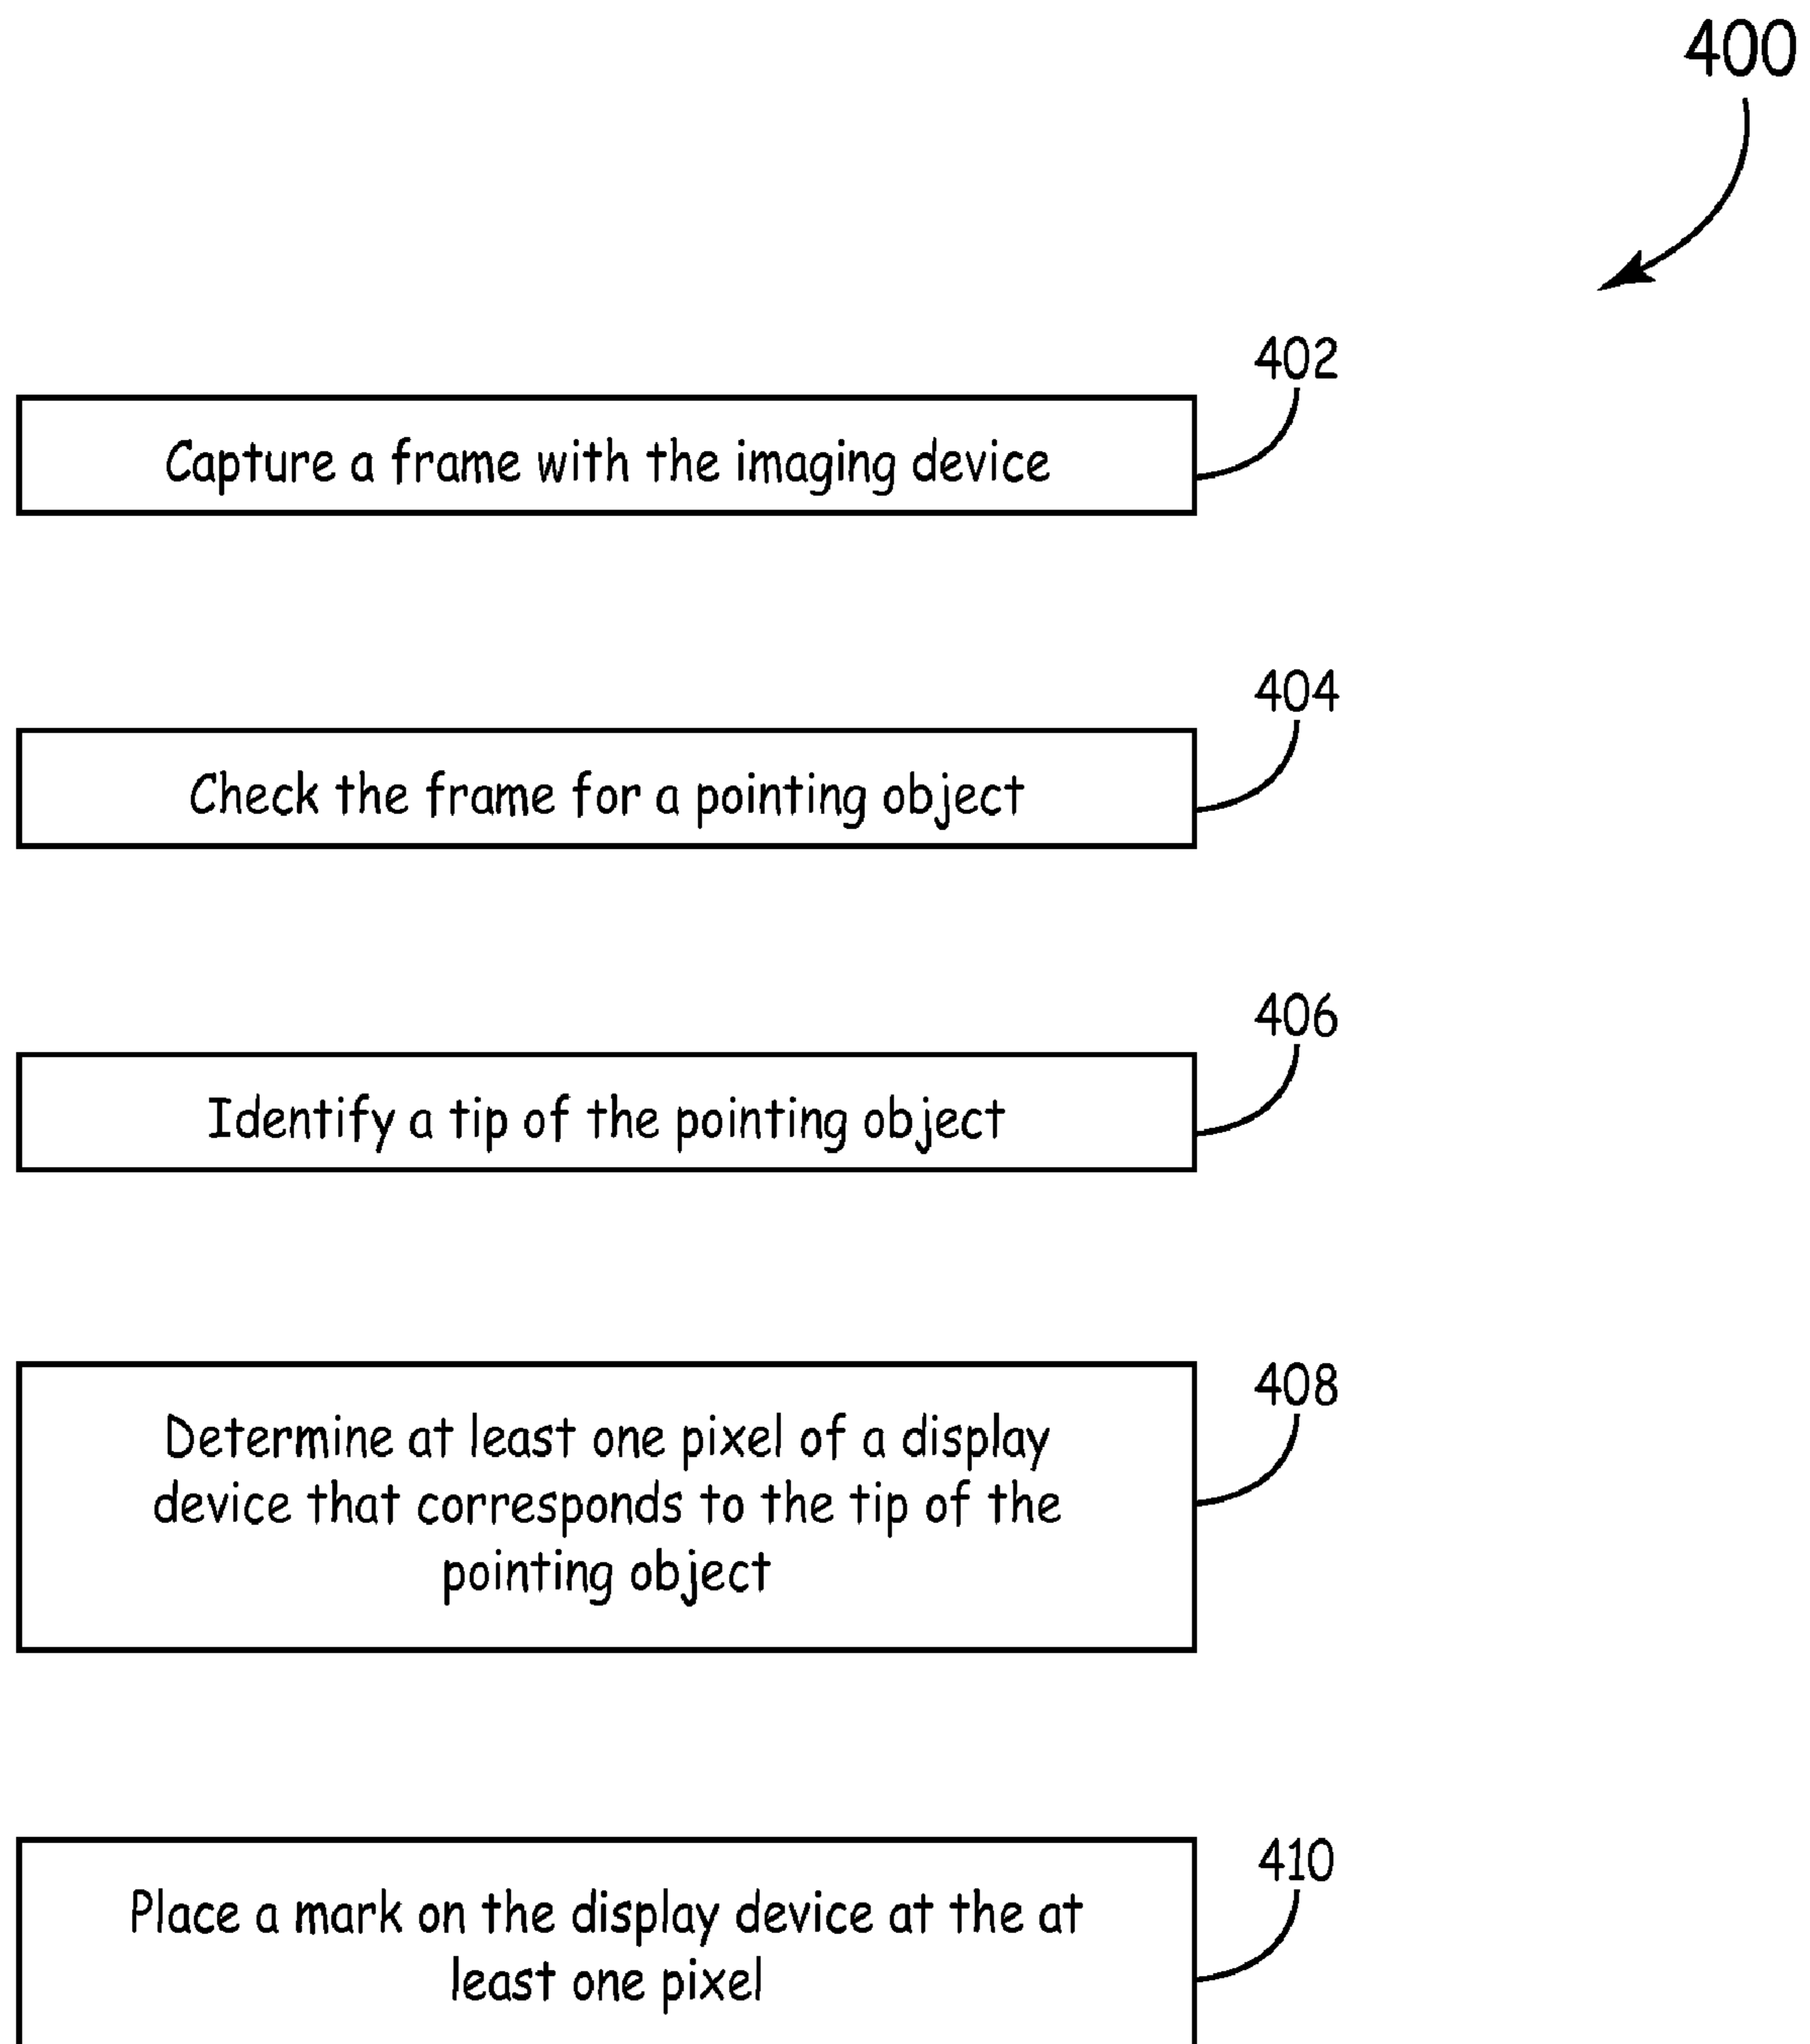 400
402
Capture a frame with the imaging device
404
Check the frame for a pointing object
406
Identify a tip of the pointing object
408
Determine at least one pixel of a display
device that corresponds to the tip of the
pointing object
410
Place a mark on the display device at the at
least one pixel